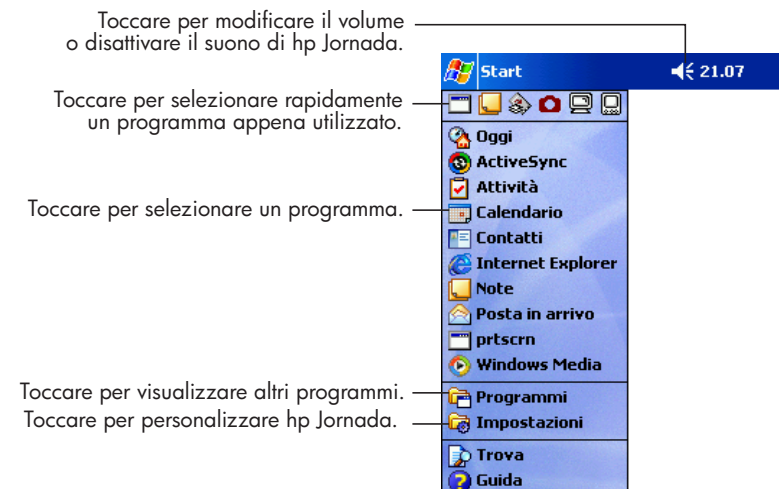 Toccare per modificare il volume
o disattivare il suono di hp Jornada.
Start
21.07
Toccare per selezionare rapidamente
un programma appena utilizzato.
Oggi
ActiveSync
Attività
Toccare per selezionare un programma.
Calendario
Contatti
Internet Explorer
Note
Posta in arrivo
prtscrn
Windows Media
Toccare per visualizzare altri programmi.
Programmi
Toccare per personalizzare hp Jornada.
Impostazioni
Trova
Guida